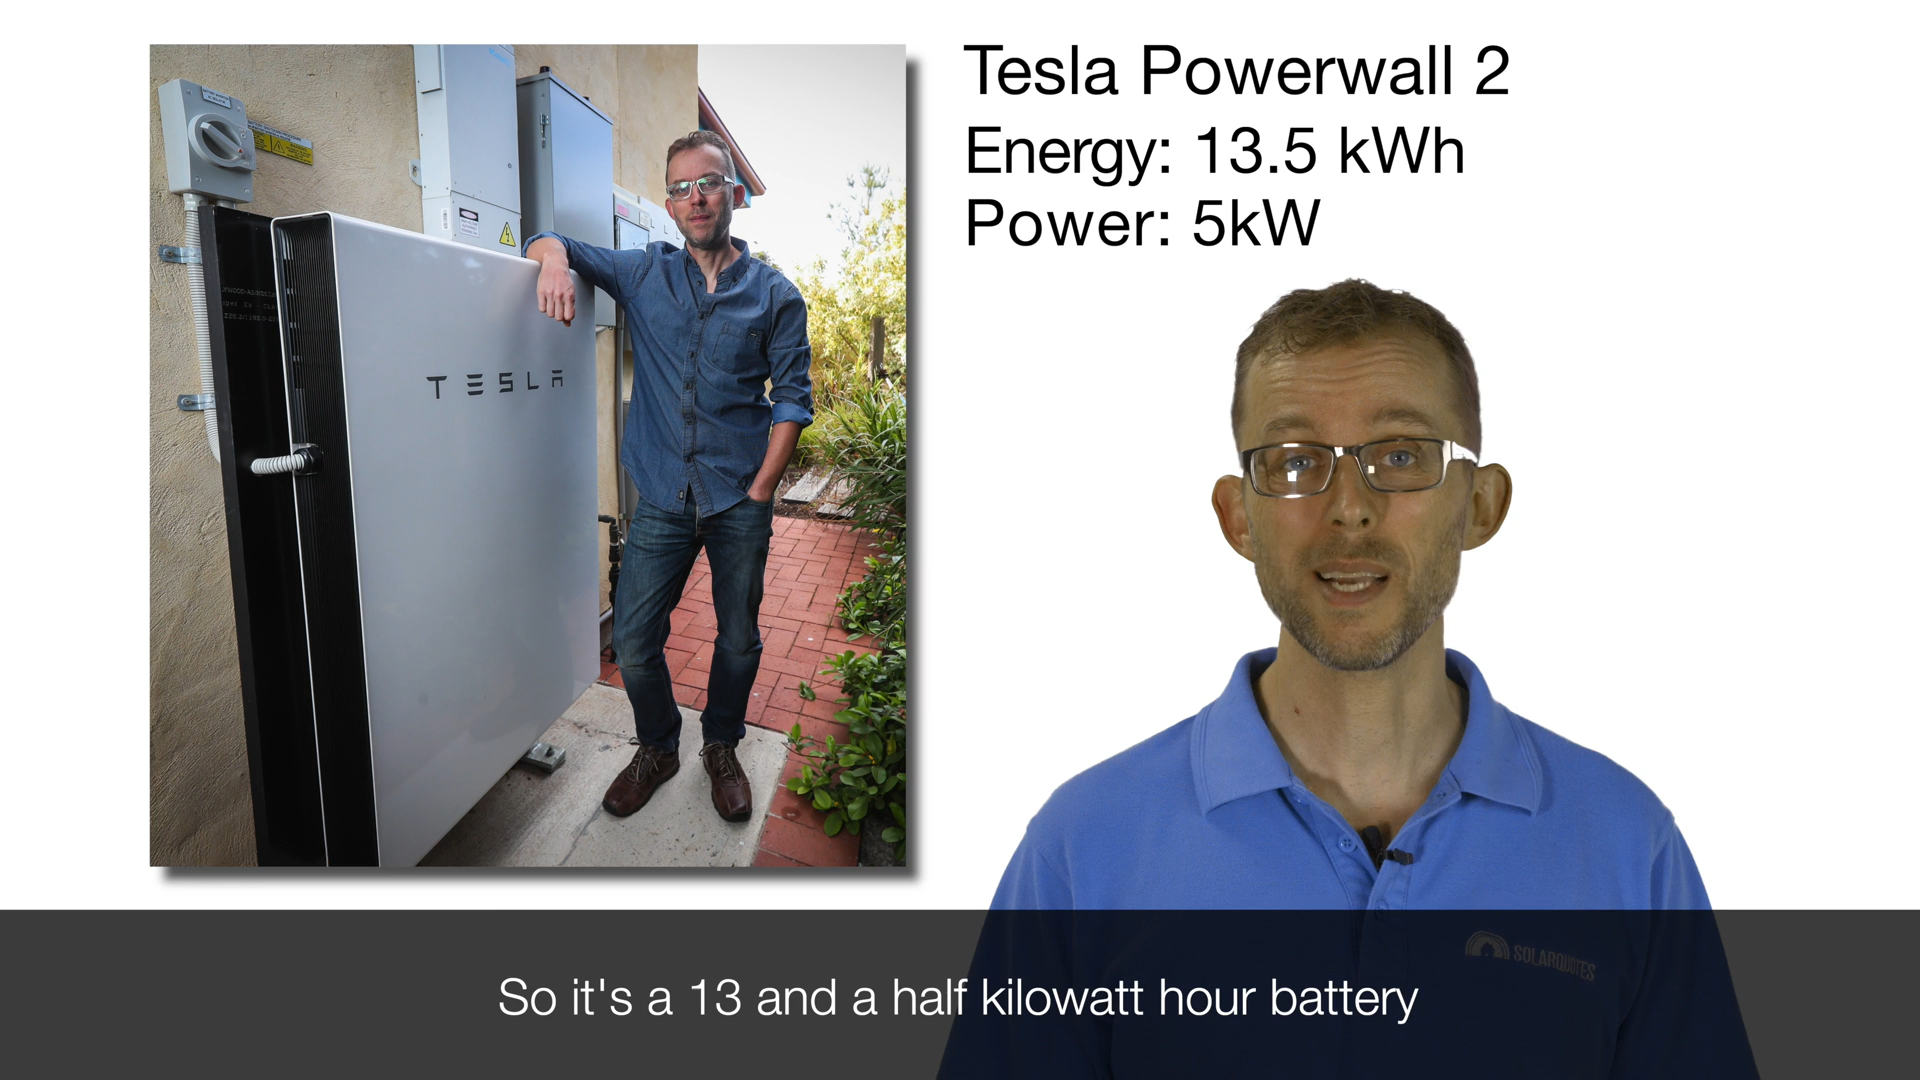 Tesla Powerwall 2
Energy: 13.5 kWh
Power: 5kW
TESLA
SOLARQUOTES
So it's a 13 and a half kilowatt hour battery